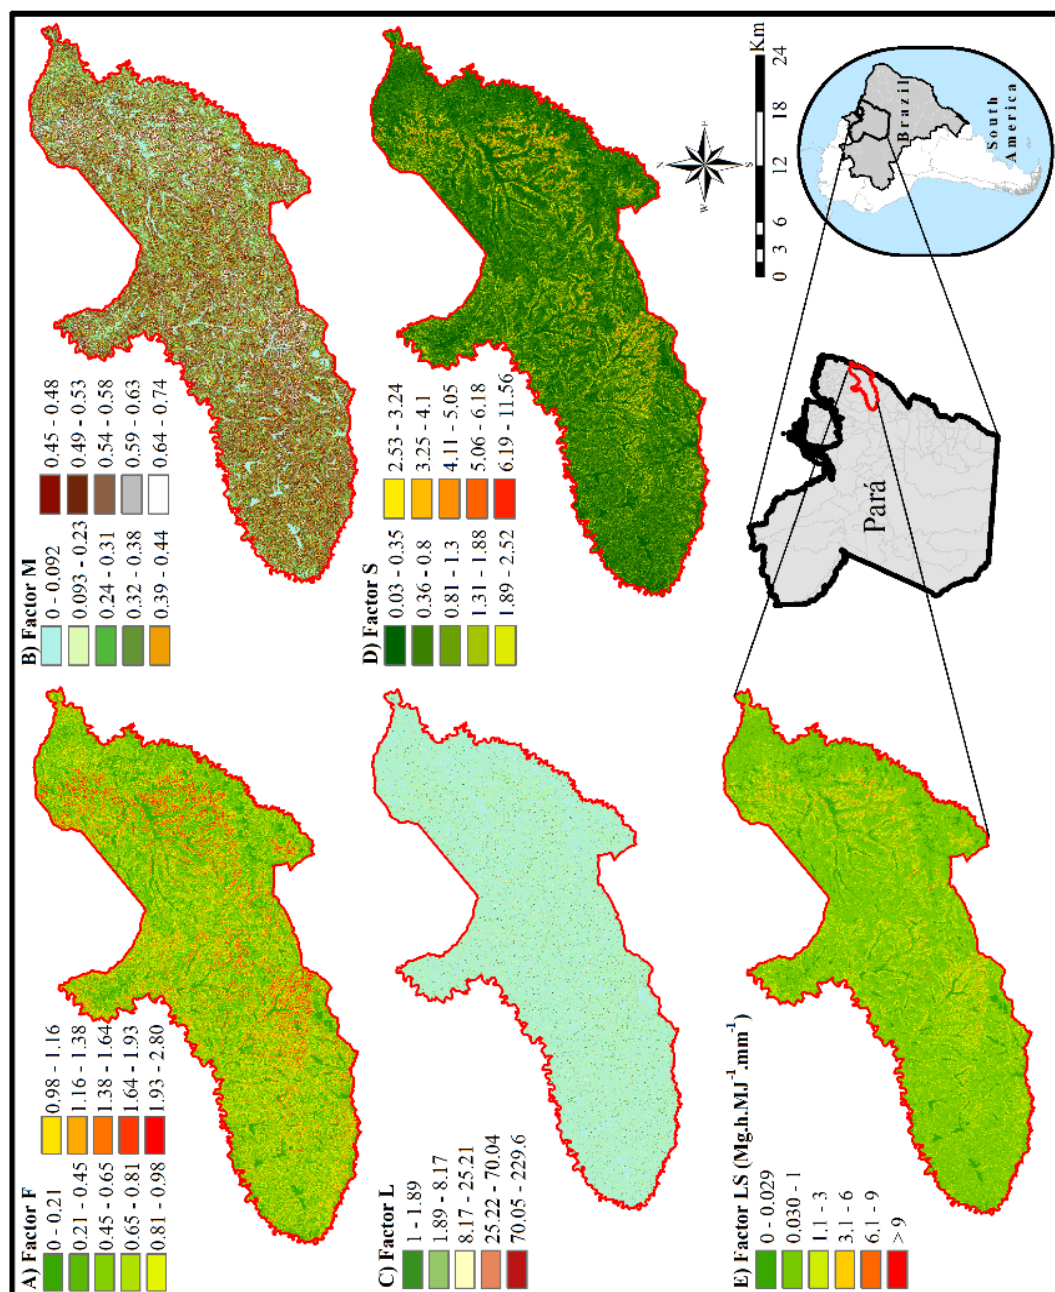 A) Factor F
0 - 0.21
0.21 - 0.45
0.45 - 0.65
0.65 - 0.81
0.81 - 0.98
0.98 - 1.16
1.16 - 1.38
1.38 - 1.64
1.64 - 1.93
1.93 - 2.80
B) Factor M
0 - 0.092
0.093 - 0.23
0.24 - 0.31
0.32 - 0.38
0.39 - 0.44
0.45 - 0.48
0.49 - 0.53
0.54 - 0.58
0.59 - 0.63
0.64 - 0.74
C) Factor L
1 - 1.89
1.89 - 8.17
8.17 - 25.21
25.22 - 70.04
70.05 - 229.6
D) Factor S
0.03 - 0.35
0.36 - 0.8
0.81 - 1.3
1.31 - 1.88
1.89 - 2.52
2.53 - 3.24
3.25 - 4.1
4.11 - 5.05
5.06 - 6.18
6.19 - 11.56
E) Factor LS (Mg.h.MJ⁻¹.mm⁻¹)
0 - 0.029
0.030 - 1
1.1 - 3
3.1 - 6
6.1 - 9
> 9
Pará
N
W
S
0 3 6 12 18 24
Km
Brazil
South
America